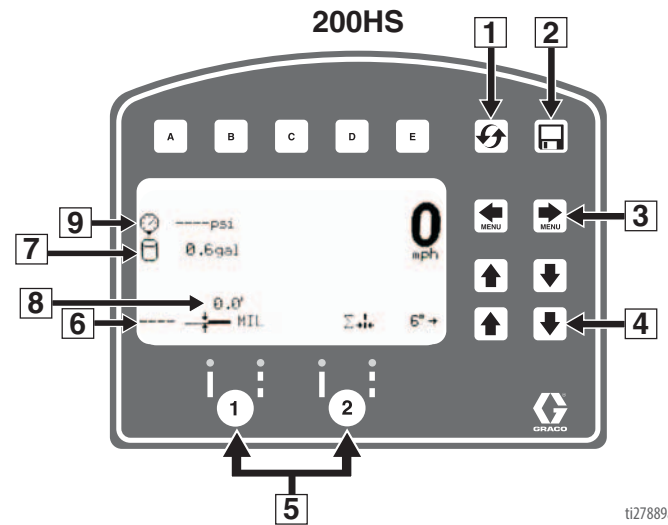 200HS
1
2
A
B
C
D
E
9
----psi
0
MENU
MENU
3
7
0.6gal
mph
8
0.0'
6
---- MIL
Σ
6"→
4
1
2
GRACO
5
ti27889